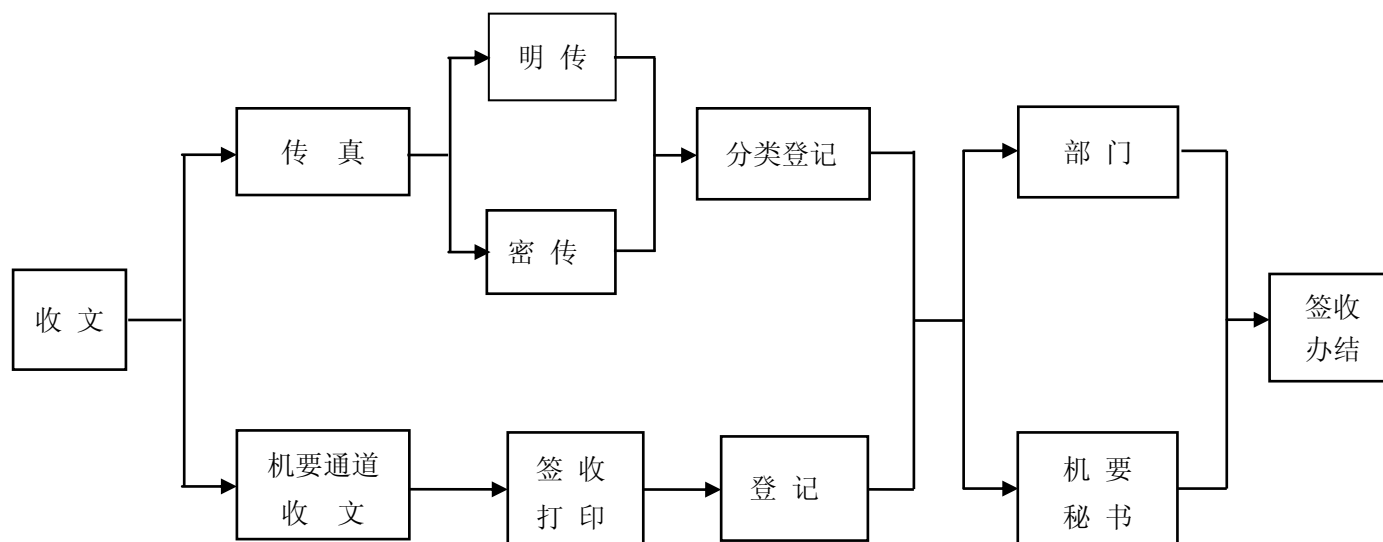 明 传
传 真
分类登记
部 门
密 传
收 文
签收
办结
机要通道
收 文
签 收
打 印
登 记
机 要
秘 书